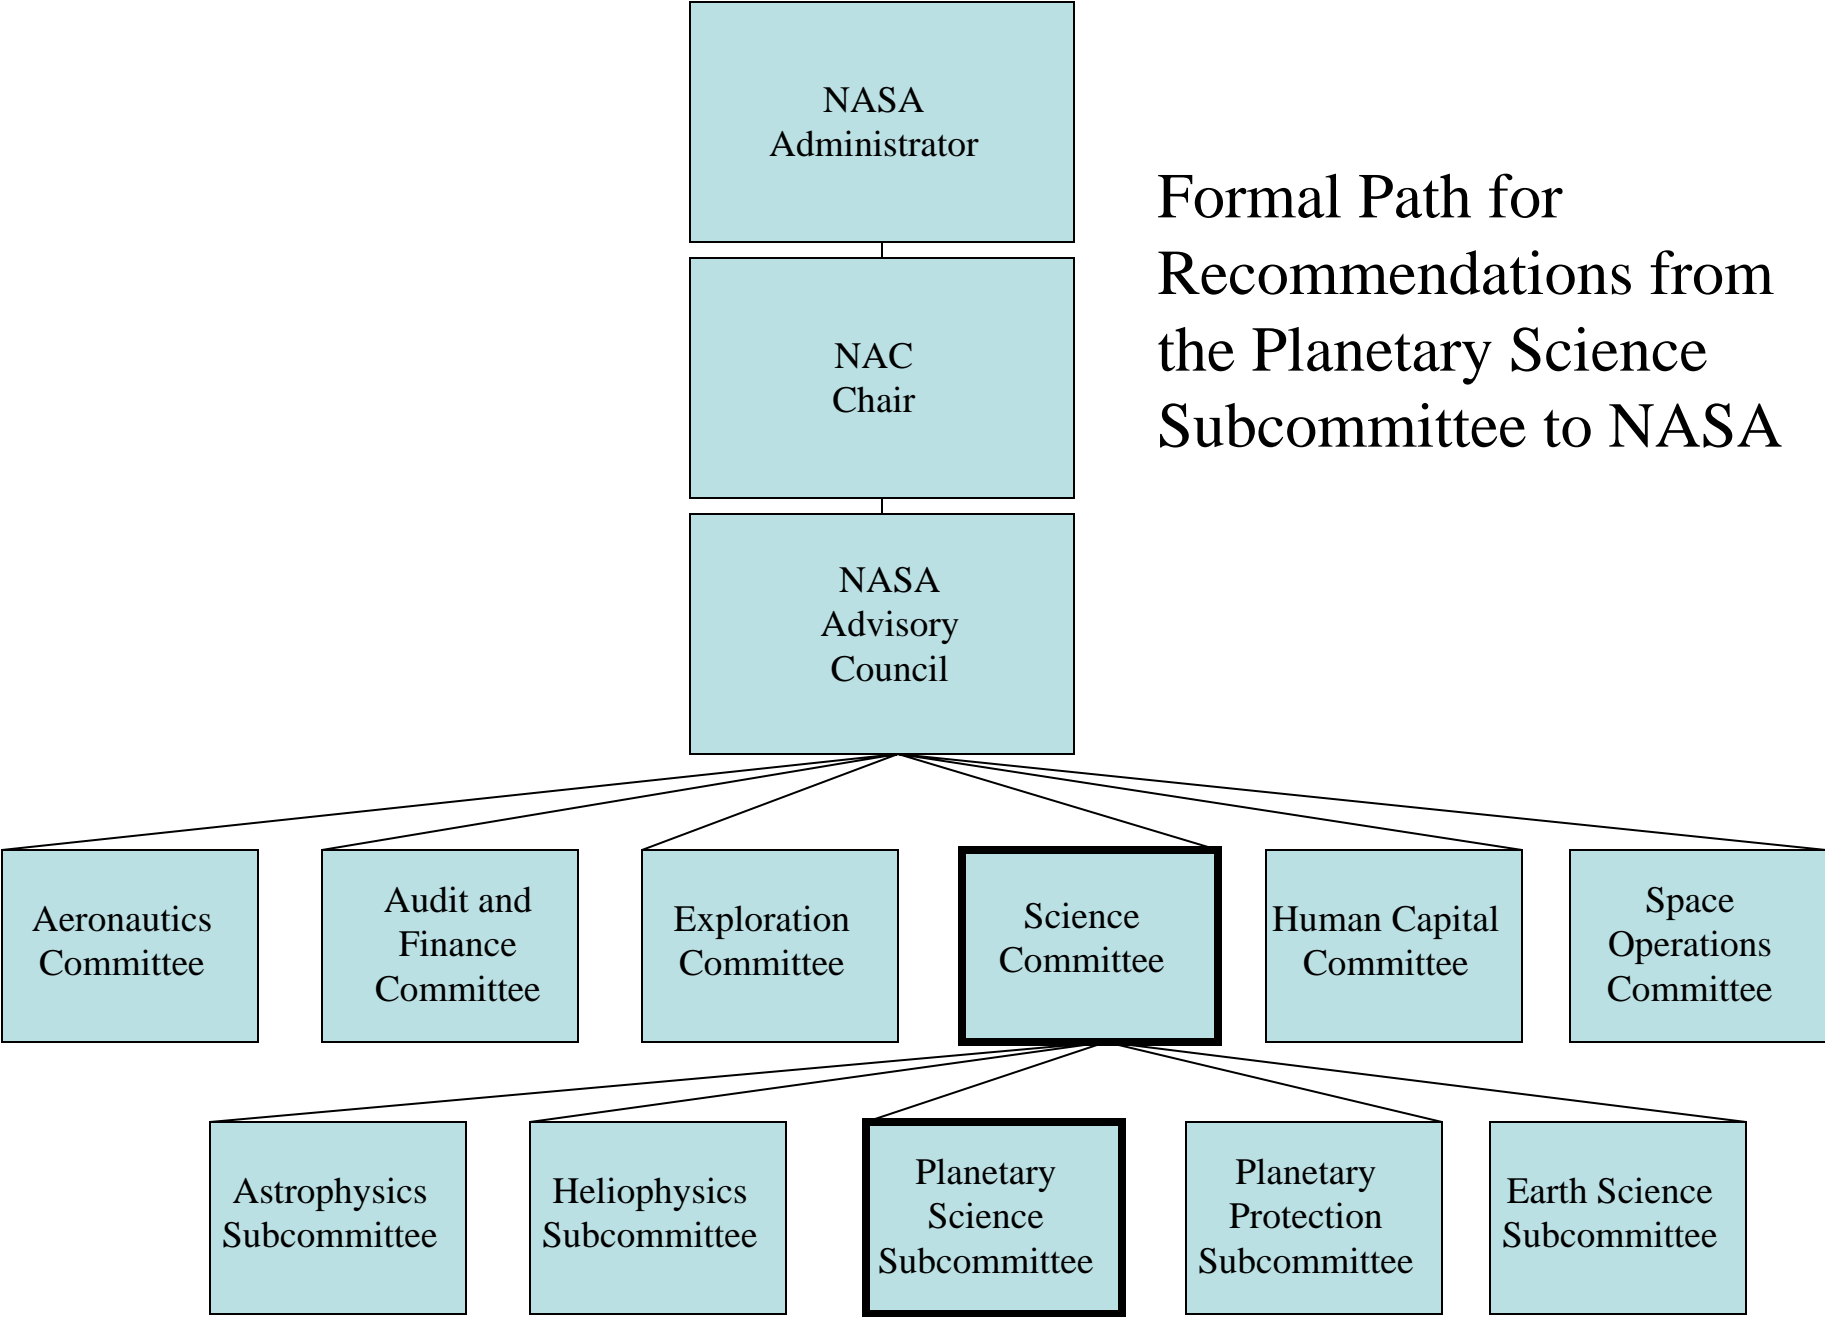 NASA
Administrator
Formal Path for
Recommendations from
the Planetary Science
Subcommittee to NASA
NAC
Chair
NASA
Advisory
Council
Aeronautics
Committee
Audit and
Finance
Committee
Exploration
Committee
Science
Committee
Human Capital
Committee
Space
Operations
Committee
Astrophysics
Subcommittee
Heliophysics
Subcommittee
Planetary
Science
Subcommittee
Planetary
Protection
Subcommittee
Earth Science
Subcommittee